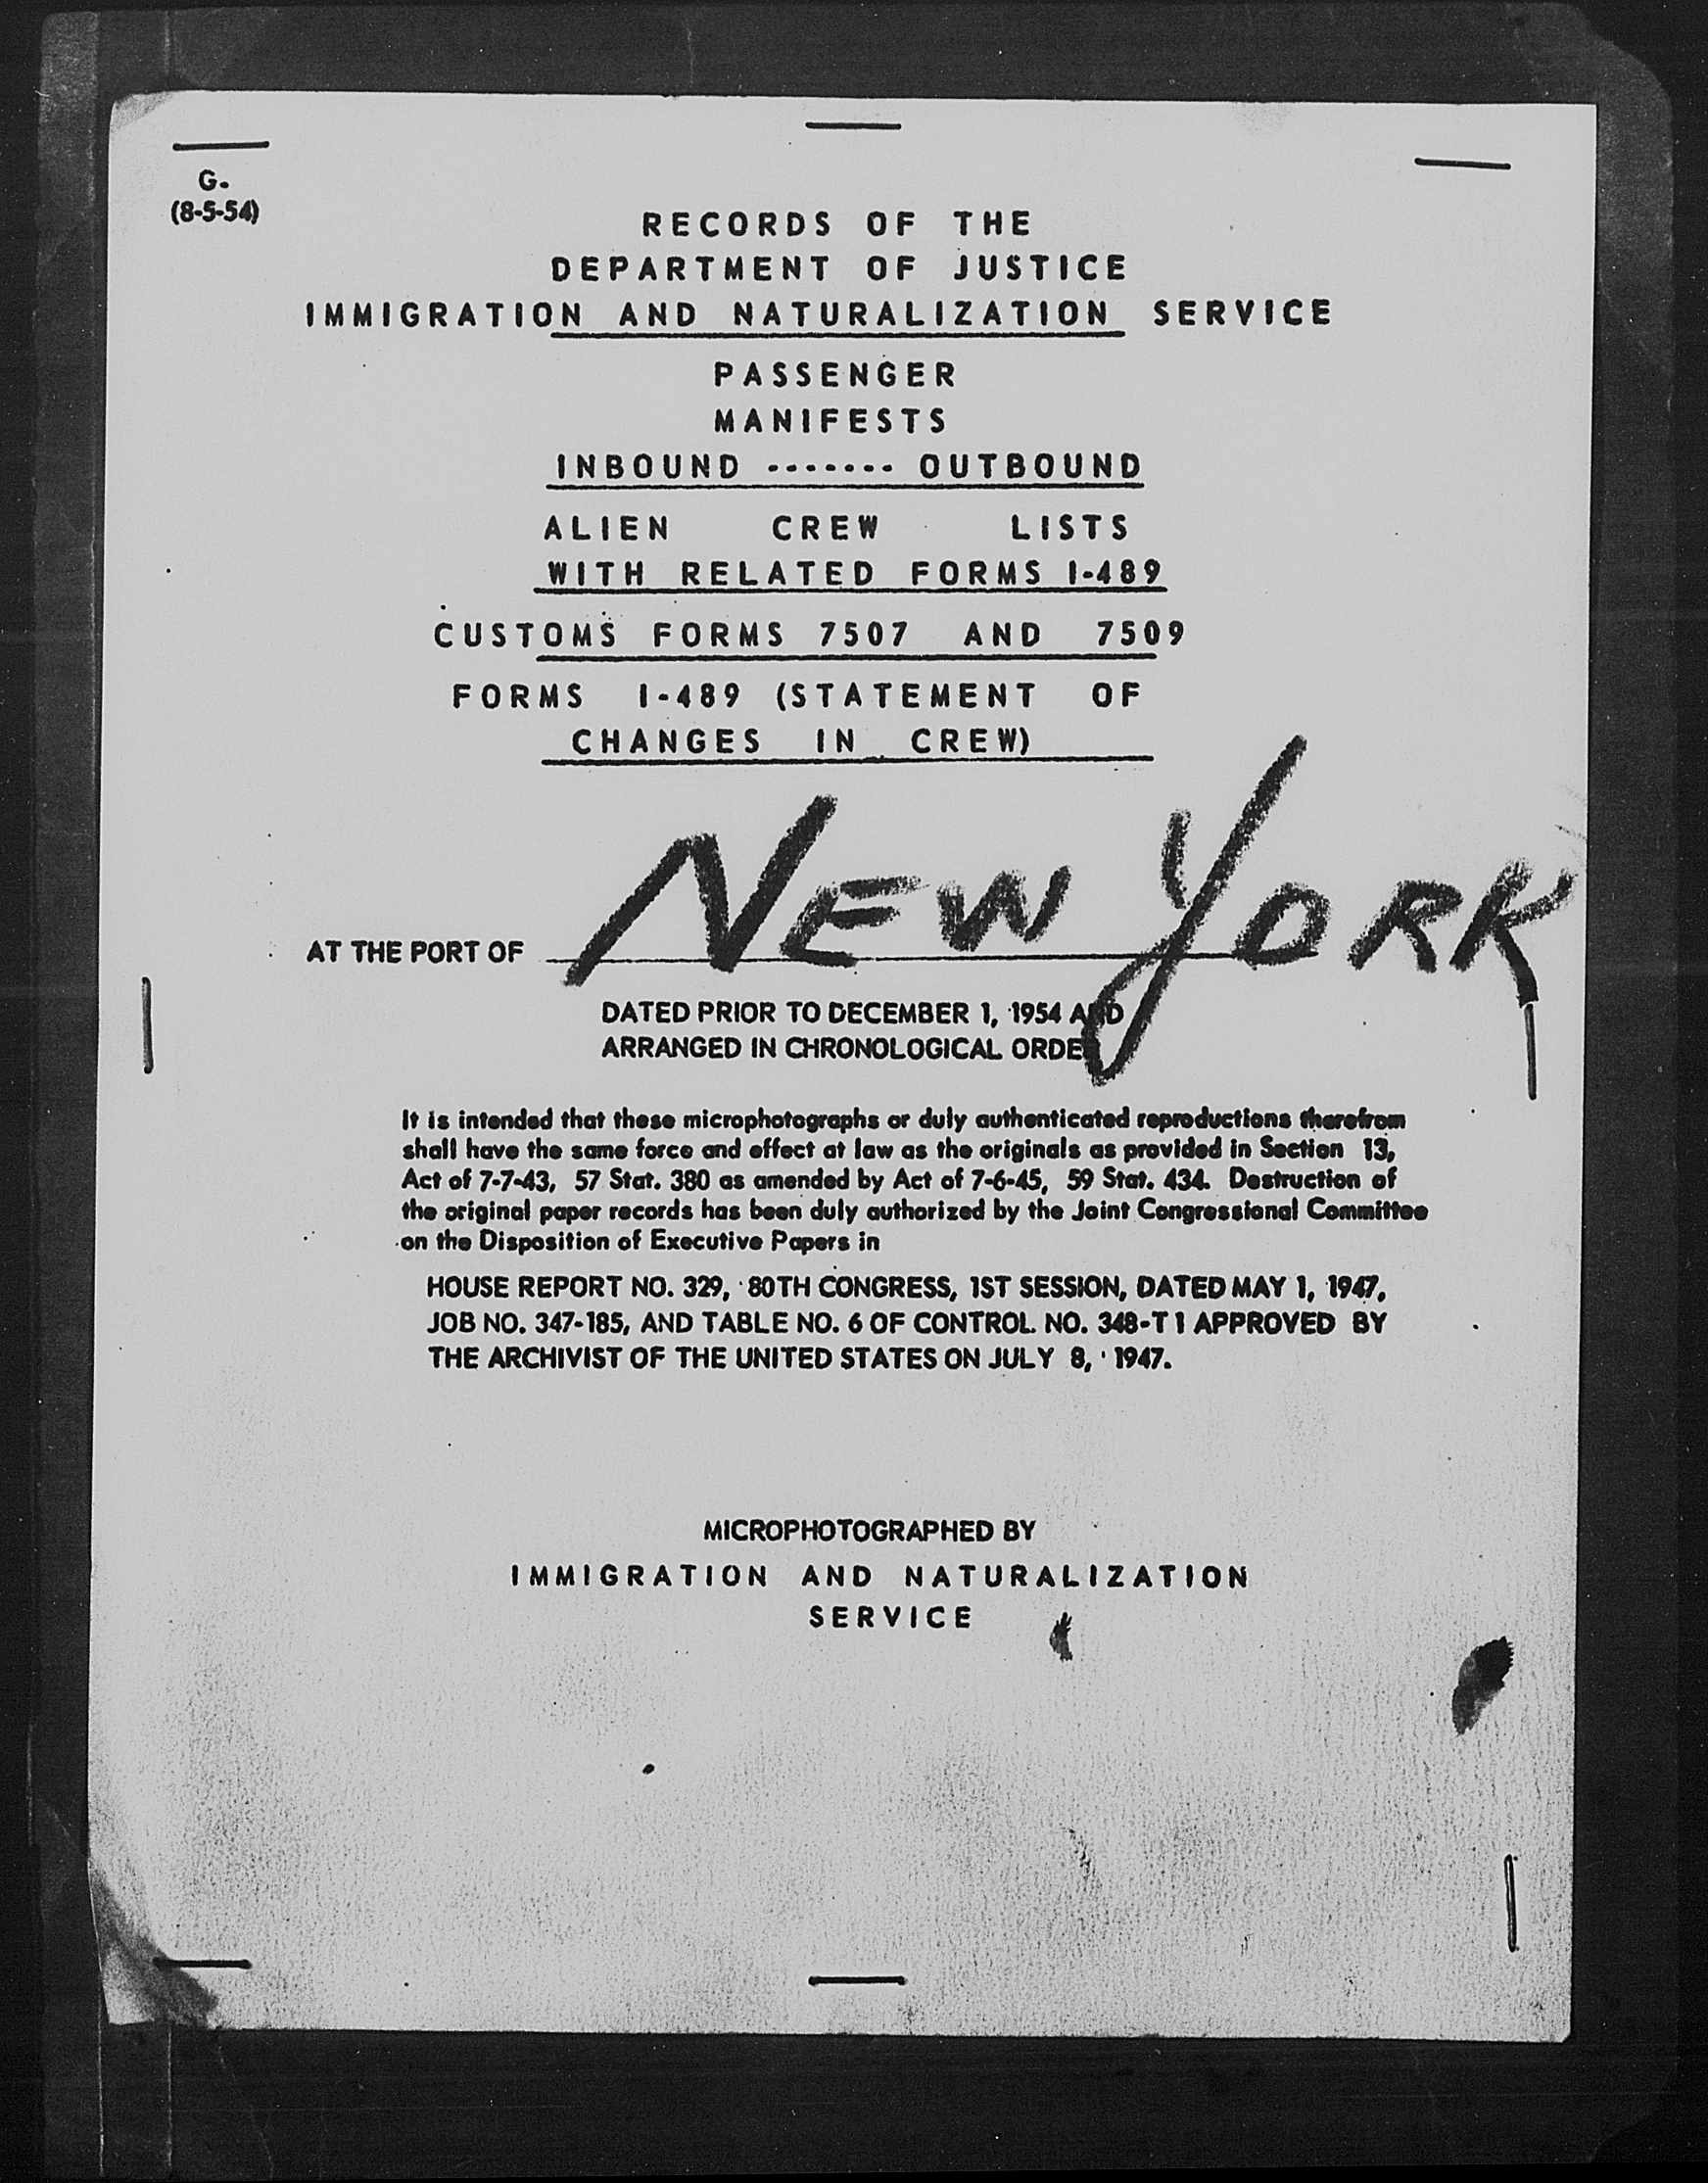 G.
(8-5-54)
RECORDS OF THE
DEPARTMENT OF JUSTICE
IMMIGRATION AND NATURALIZATION SERVICE
PASSENGER
MANIFESTS
INBOUND ------- OUTBOUND
ALIEN CREW LISTS
WITH RELATED FORMS I-489
CUSTOMS FORMS 7507 AND 7509
FORMS I-489 (STATEMENT OF
CHANGES IN CREW)
AT THE PORT OF NEW YORK
DATED PRIOR TO DECEMBER 1, 1954 AND
ARRANGED IN CHRONOLOGICAL ORDER
It is intended that these microphotographs or duly authenticated reproductions therefrom
shall have the same force and effect at law as the originals as provided in Section 13,
Act of 7-7-43, 57 Stat. 380 as amended by Act of 7-6-45, 59 Stat. 434. Destruction of
the original paper records has been duly authorized by the Joint Congressional Committee
on the Disposition of Executive Papers in
HOUSE REPORT NO. 329, 80TH CONGRESS, 1ST SESSION, DATED MAY 1, 1947,
JOB NO. 347-185, AND TABLE NO. 6 OF CONTROL NO. 348-T1 APPROVED BY
THE ARCHIVIST OF THE UNITED STATES ON JULY 8, 1947.
MICROPHOTOGRAPHED BY
IMMIGRATION AND NATURALIZATION
SERVICE